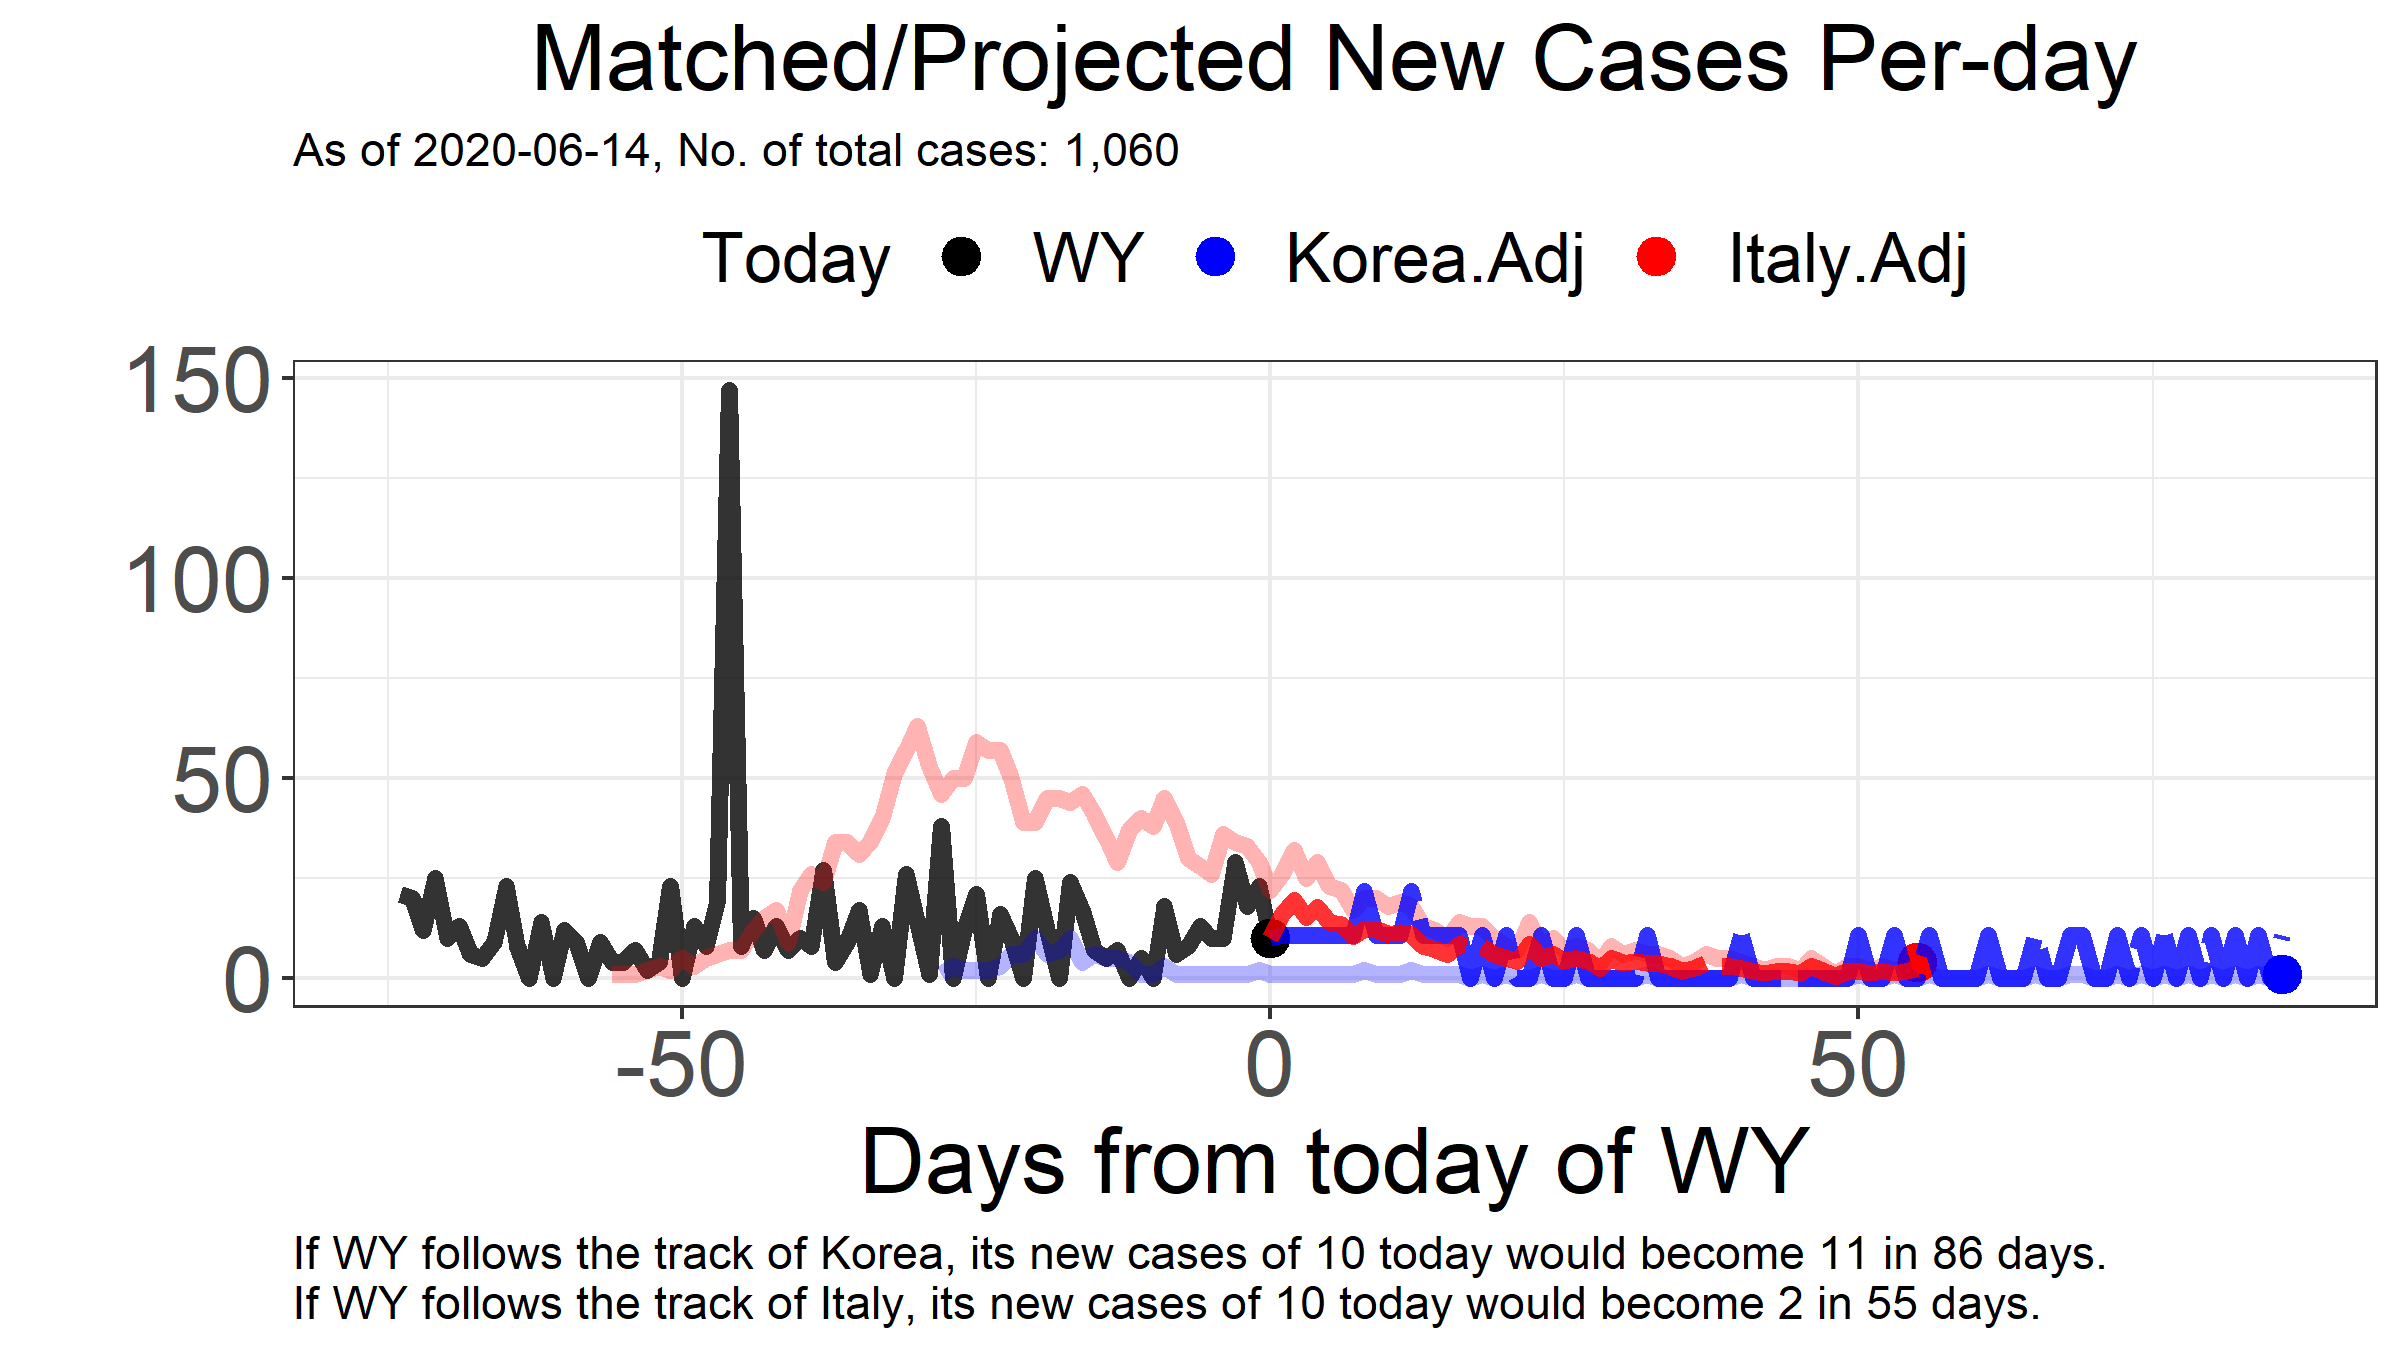 Matched/Projected New Cases Per-day
As of 2020-06-14, No. of total cases: 1,060
Today WY Korea.Adj Italy.Adj
150
100
50
0
-50 0 50
Days from today of WY
If WY follows the track of Korea, its new cases of 10 today would become 11 in 86 days.
If WY follows the track of Italy, its new cases of 10 today would become 2 in 55 days.